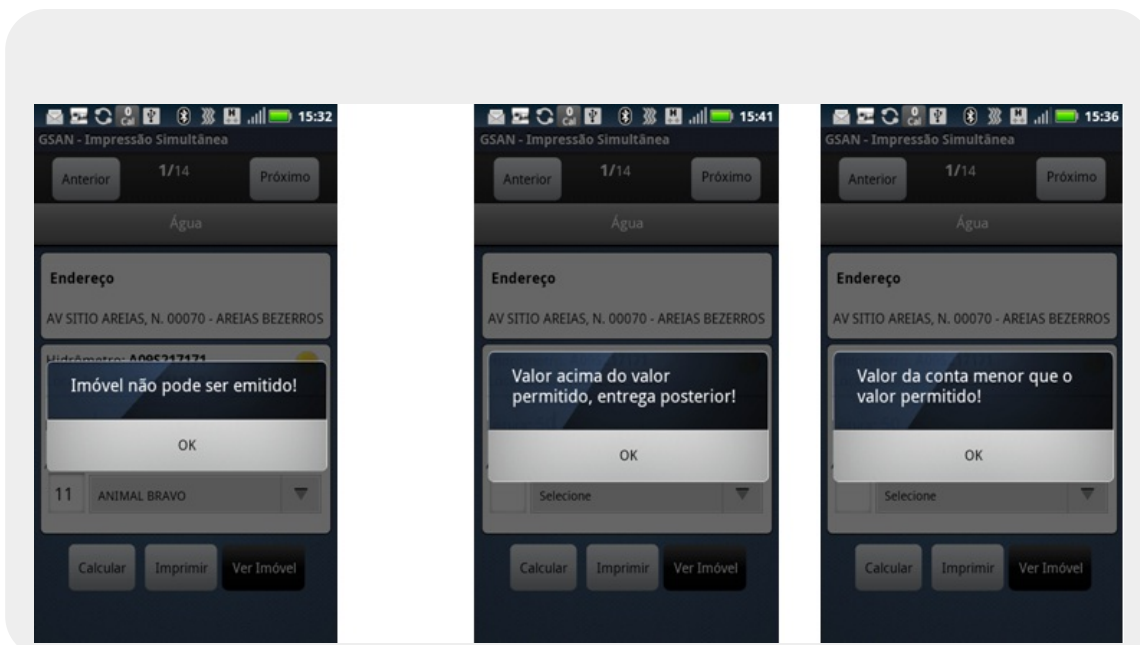 15:32
GSAN - Impressão Simultânea
Anterior
1/14
Próximo
Água
Endereço
AV SITIO AREIAS, N. 00070 - AREIAS BEZERROS
Hidrômetro: A09S217171
Imóvel não pode ser emitido!
OK
11 ANIMAL BRAVO
Calcular
Imprimir
Ver Imóvel
15:41
GSAN - Impressão Simultânea
Anterior
1/14
Próximo
Água
Endereço
AV SITIO AREIAS, N. 00070 - AREIAS BEZERROS
Valor acima do valor
permitido, entrega posterior!
OK
Selecione
Calcular
Imprimir
Ver Imóvel
15:36
GSAN - Impressão Simultânea
Anterior
1/14
Próximo
Água
Endereço
AV SITIO AREIAS, N. 00070 - AREIAS BEZERROS
Valor da conta menor que o
valor permitido!
OK
Selecione
Calcular
Imprimir
Ver Imóvel